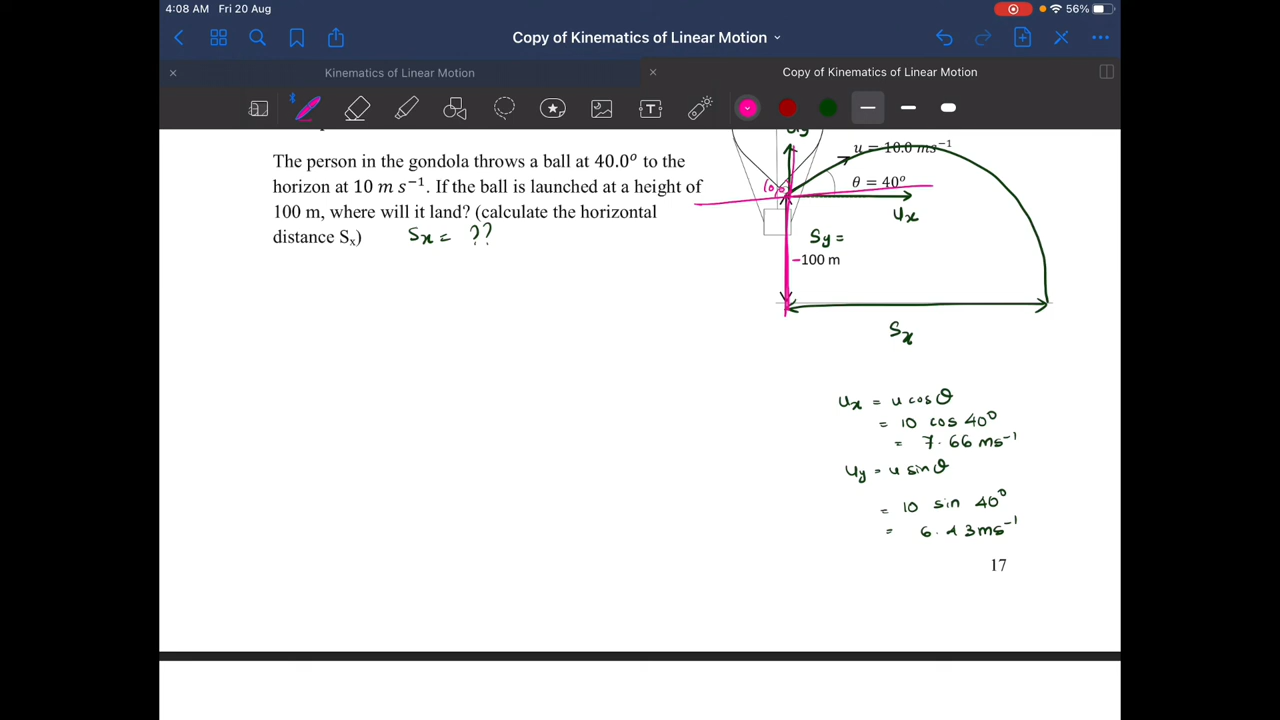 4:08 AM Fri 20 Aug
56%
Copy of Kinematics of Linear Motion
Kinematics of Linear Motion
Copy of Kinematics of Linear Motion
The person in the gondola throws a ball at 40.0° to the
horizon at 10 m s⁻¹. If the ball is launched at a height of
100 m, where will it land? (calculate the horizontal
distance Sₓ)
Sx = ??
uy
u = 10.0 ms⁻¹
θ = 40°
ux
Sy =
-100 m
Sx
ux = u cos θ
= 10 cos 40°
= 7.66 ms⁻¹
uy = u sin θ
= 10 sin 40°
= 6.43 ms⁻¹
17